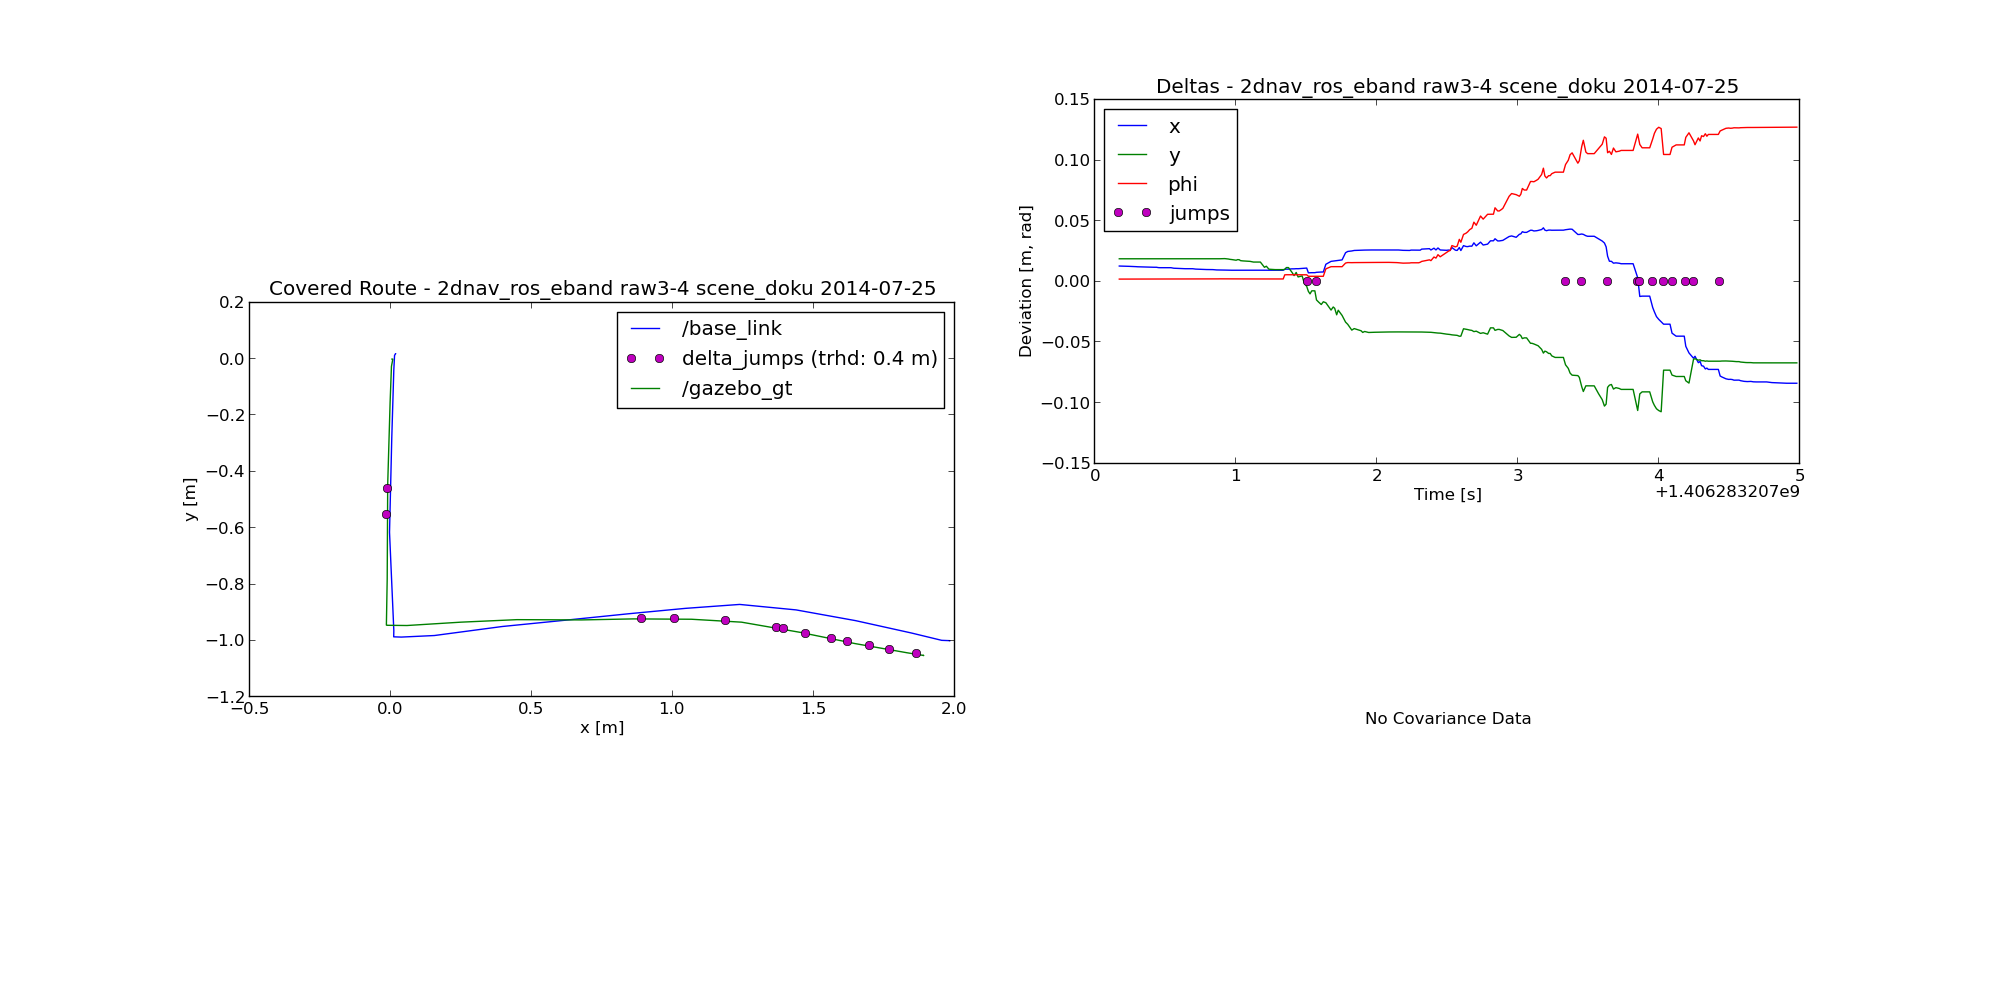 Covered Route - 2dnav_ros_eband raw3-4 scene_doku 2014-07-25
/base_link
delta_jumps (trhd: 0.4 m)
/gazebo_gt
0.2
0.0
−0.2
−0.4
−0.6
−0.8
−1.0
−1.2
y [m]
−0.5 0.0 0.5 1.0 1.5 2.0
x [m]
Deltas - 2dnav_ros_eband raw3-4 scene_doku 2014-07-25
x
y
phi
jumps
0.15
0.10
0.05
0.00
−0.05
−0.10
−0.15
Deviation [m, rad]
0 1 2 3 4 5
Time [s]
+1.406283207e9
No Covariance Data